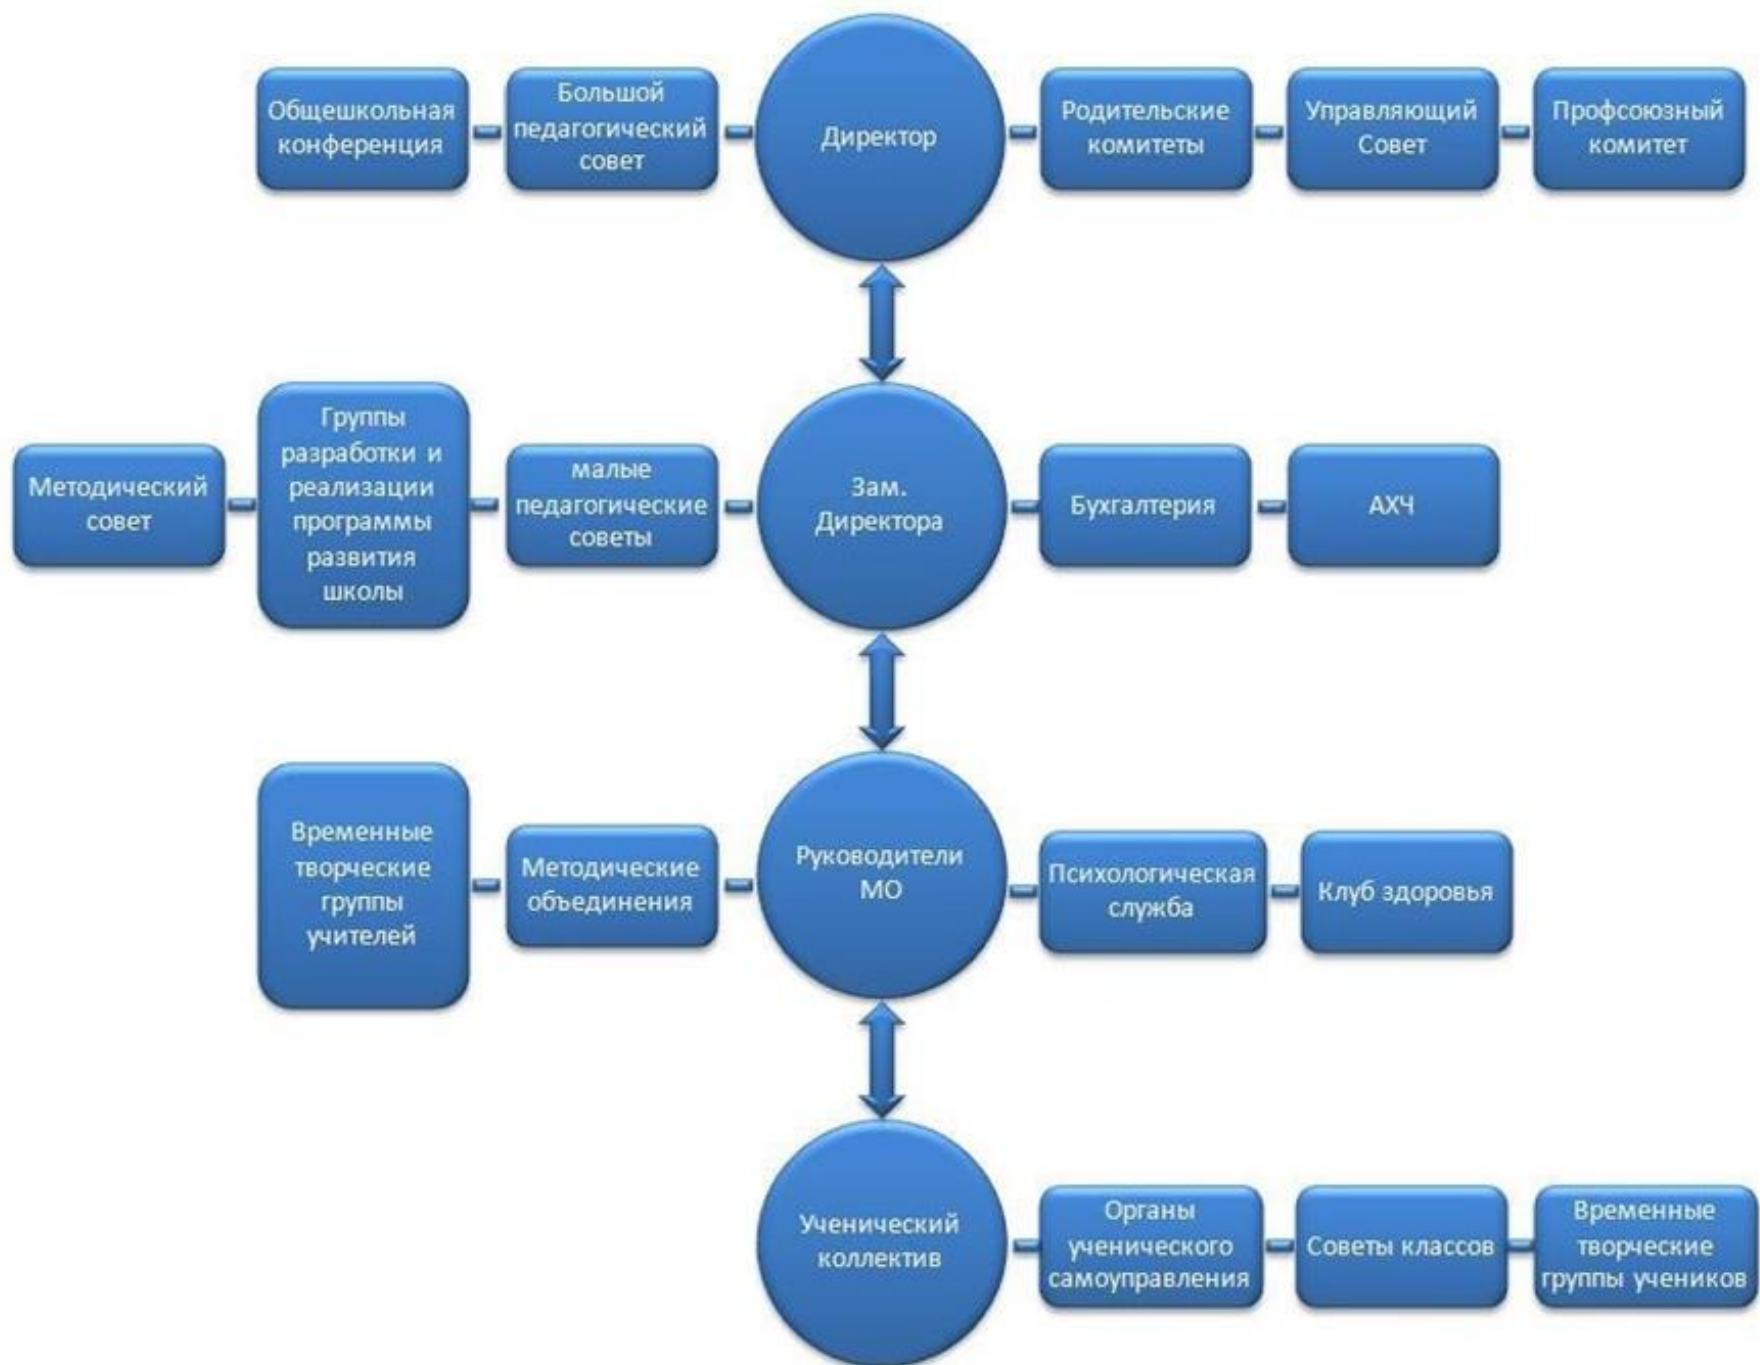 Общешкольная
конференция
Большой
педагогический
совет
Директор
Родительские
комитеты
Управляющий
Совет
Профсоюзный
комитет
Методический
совет
Группы
разработки и
реализации
программы
развития
школы
малые
педагогические
советы
Зам.
Директора
Бухгалтерия
АХЧ
Временные
творческие
группы
учителей
Методические
объединения
Руководители
МО
Психологическая
служба
Клуб здоровья
Ученический
коллектив
Органы
ученического
самоуправления
Советы классов
Временные
творческие
группы учеников